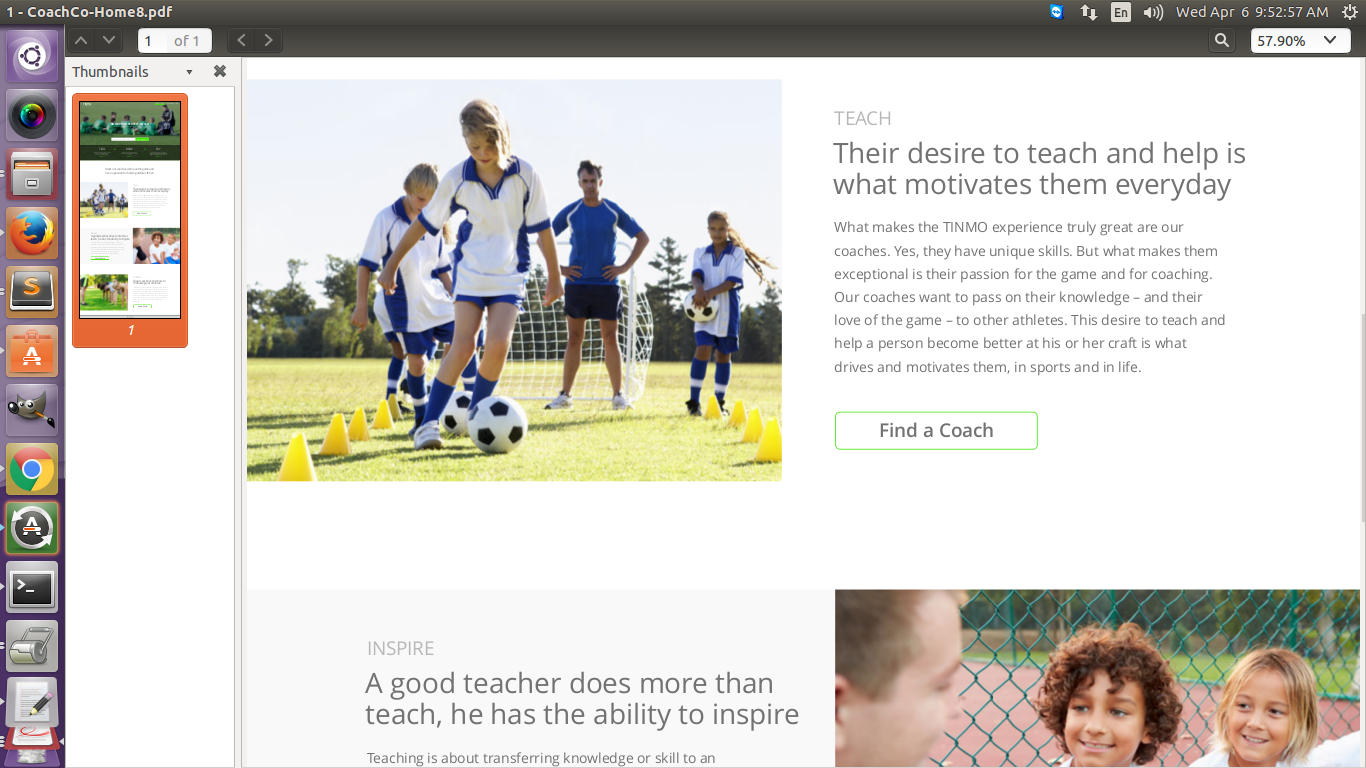 1 - CoachCo-Home8.pdf
En
Wed Apr 6 9:52:57 AM
1 of 1
57.90%
Thumbnails
1
TEACH
Their desire to teach and help is
what motivates them everyday
What makes the TINMO experience truly great are our
coaches. Yes, they have unique skills. But what makes them
exceptional is their passion for the game and for coaching.
Our coaches want to pass on their knowledge – and their
love of the game – to other athletes. This desire to teach and
help a person become better at his or her craft is what
drives and motivates them, in sports and in life.
Find a Coach
INSPIRE
A good teacher does more than
teach, he has the ability to inspire
Teaching is about transferring knowledge or skill to an